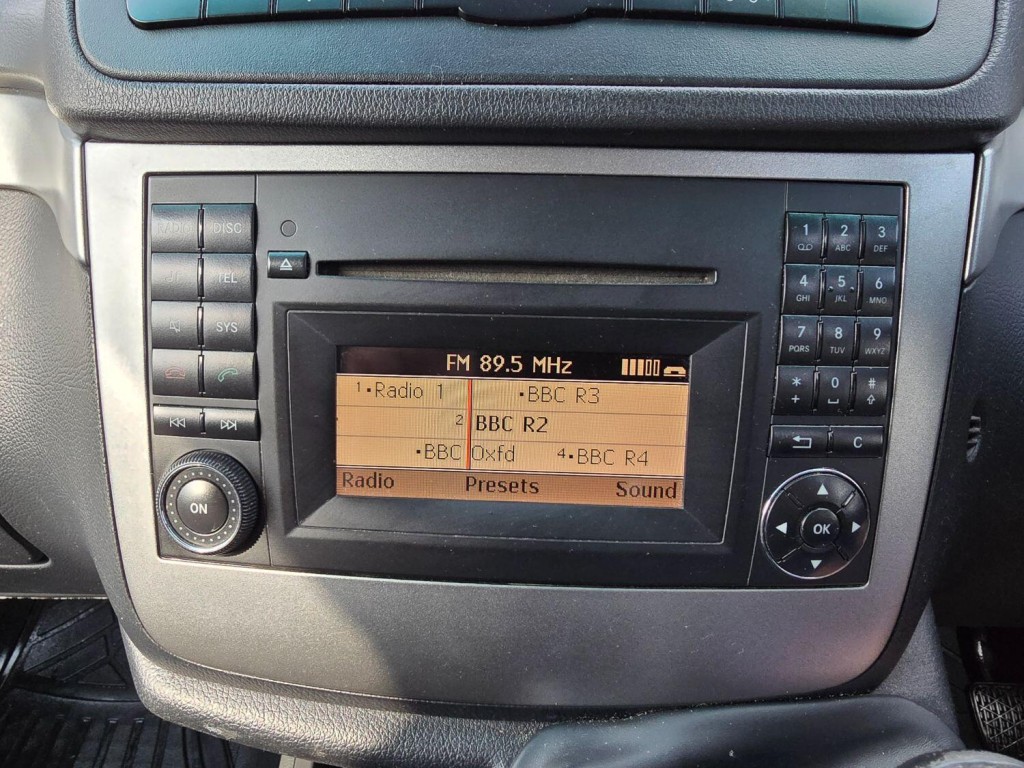 RADIO DISC
TEL
SYS
ON
FM 89.5 MHz
1 •Radio 1 •BBC R3
2 BBC R2
•BBC Oxfd 4•BBC R4
Radio Presets Sound
1 2 ABC 3 DEF
4 GHI 5 JKL 6 MNO
7 PQRS 8 TUV 9 WXYZ
* + 0 #
C
OK